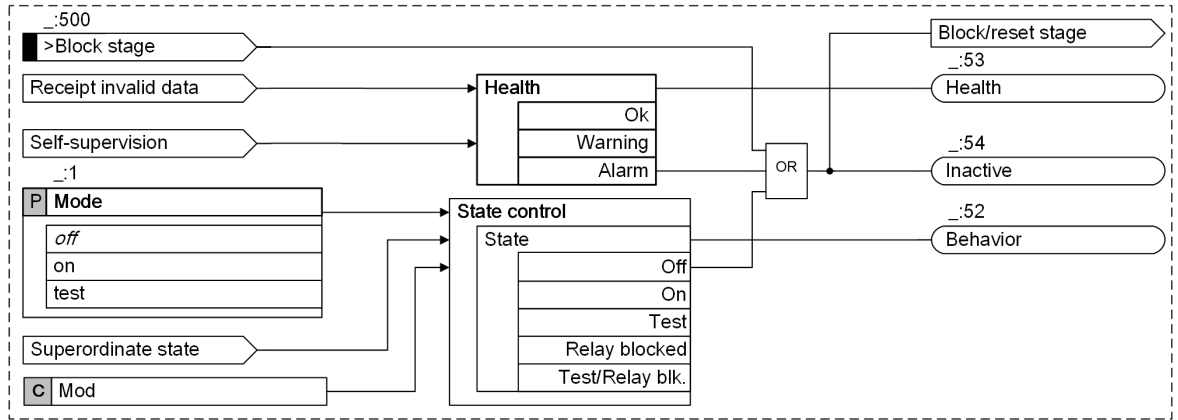 _:500
>Block stage
Receipt invalid data
Self-supervision
_:1
P Mode
off
on
test
Superordinate state
C Mod
Health
Ok
Warning
Alarm
State control
State
Off
On
Test
Relay blocked
Test/Relay blk.
OR
Block/reset stage
_:53
Health
_:54
Inactive
_:52
Behavior